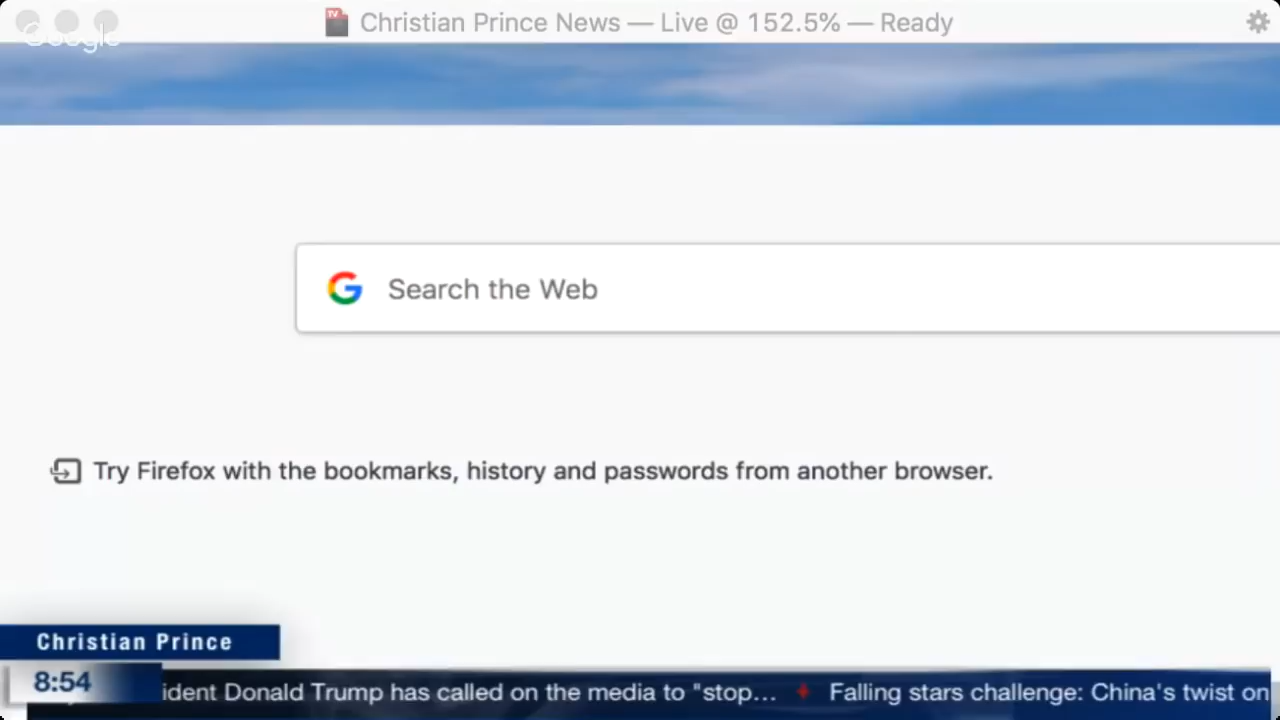 Christian Prince News — Live @ 152.5% — Ready
Google
Search the Web
Try Firefox with the bookmarks, history and passwords from another browser.
Christian Prince
8:54
ident Donald Trump has called on the media to "stop... Falling stars challenge: China's twist on